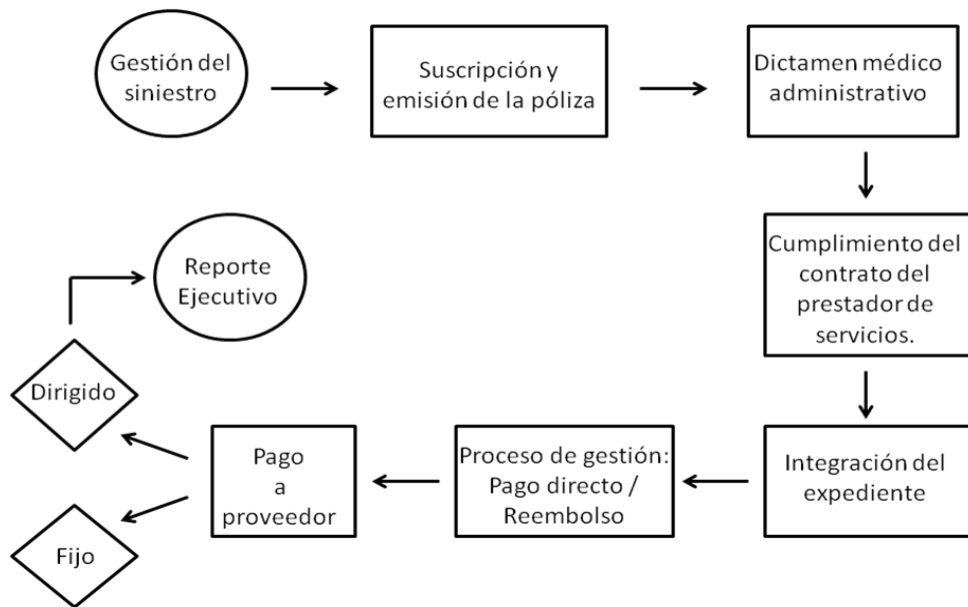 Gestión del
siniestro
Suscripción y
emisión de la póliza
Dictamen médico
administrativo
Cumplimiento del
contrato del
prestador de
servicios.
Integración del
expediente
Proceso de gestión:
Pago directo /
Reembolso
Pago
a
proveedor
Dirigido
Fijo
Reporte
Ejecutivo